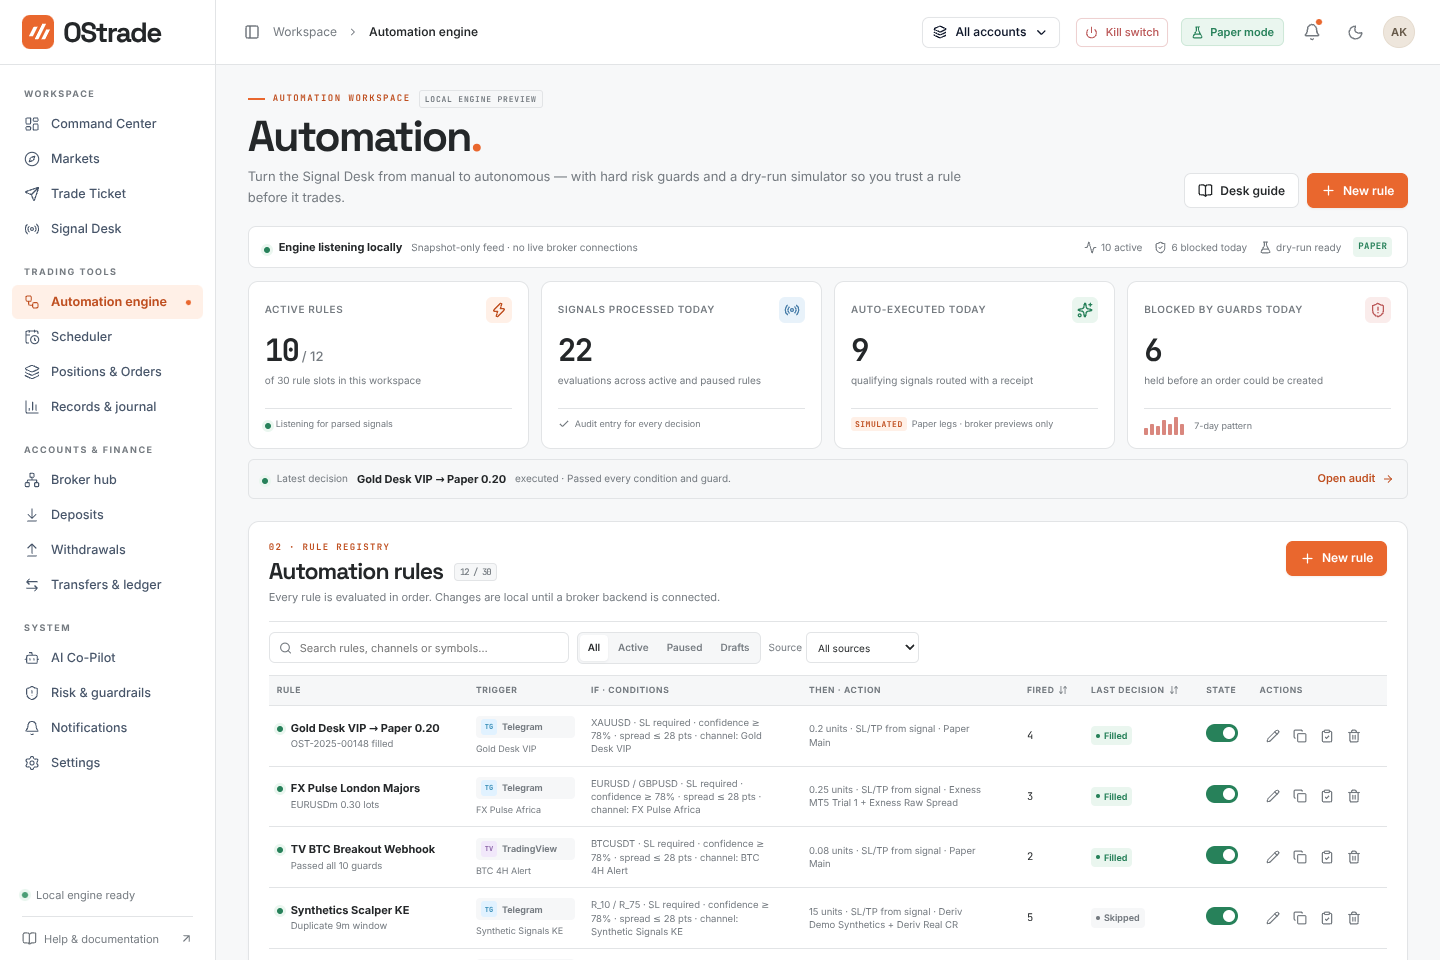 OStrade
Workspace > Automation engine
All accounts
Kill switch
Paper mode
AK
WORKSPACE
Command Center
Markets
Trade Ticket
Signal Desk
TRADING TOOLS
Automation engine
Scheduler
Positions & Orders
Records & journal
ACCOUNTS & FINANCE
Broker hub
Deposits
Withdrawals
Transfers & ledger
SYSTEM
AI Co-Pilot
Risk & guardrails
Notifications
Settings
Local engine ready
Help & documentation
AUTOMATION WORKSPACE
LOCAL ENGINE PREVIEW
Automation.
Turn the Signal Desk from manual to autonomous — with hard risk guards and a dry-run simulator so you trust a rule
before it trades.
Desk guide
New rule
Engine listening locally
Snapshot-only feed · no live broker connections
10 active
6 blocked today
dry-run ready
PAPER
ACTIVE RULES
10 / 12
of 30 rule slots in this workspace
Listening for parsed signals
SIGNALS PROCESSED TODAY
22
evaluations across active and paused rules
Audit entry for every decision
AUTO-EXECUTED TODAY
9
qualifying signals routed with a receipt
SIMULATED Paper legs · broker previews only
BLOCKED BY GUARDS TODAY
6
held before an order could be created
7-day pattern
Latest decision Gold Desk VIP → Paper 0.20 executed · Passed every condition and guard.
Open audit →
02 · RULE REGISTRY
Automation rules 12 / 30
Every rule is evaluated in order. Changes are local until a broker backend is connected.
New rule
Search rules, channels or symbols...
All
Active
Paused
Drafts
Source
All sources
RULE
TRIGGER
IF · CONDITIONS
THEN · ACTION
FIRED
LAST DECISION
STATE
ACTIONS
Gold Desk VIP → Paper 0.20
OST-2025-00148 filled
TG Telegram
Gold Desk VIP
XAUUSD · SL required · confidence ≥
78% · spread ≤ 28 pts · channel: Gold
Desk VIP
0.2 units · SL/TP from signal · Paper
Main
4
Filled
FX Pulse London Majors
EURUSDm 0.30 lots
TG Telegram
FX Pulse Africa
EURUSD / GBPUSD · SL required ·
confidence ≥ 78% · spread ≤ 28 pts ·
channel: FX Pulse Africa
0.25 units · SL/TP from signal · Exness
MT5 Trial 1 + Exness Raw Spread
3
Filled
TV BTC Breakout Webhook
Passed all 10 guards
TV TradingView
BTC 4H Alert
BTCUSDT · SL required · confidence ≥
78% · spread ≤ 28 pts · channel: BTC
4H Alert
0.08 units · SL/TP from signal · Paper
Main
2
Filled
Synthetics Scalper KE
Duplicate 9m window
TG Telegram
Synthetic Signals KE
R_10 / R_75 · SL required · confidence ≥
78% · spread ≤ 28 pts · channel:
Synthetic Signals KE
15 units · SL/TP from signal · Deriv
Demo Synthetics + Deriv Real CR
5
Skipped